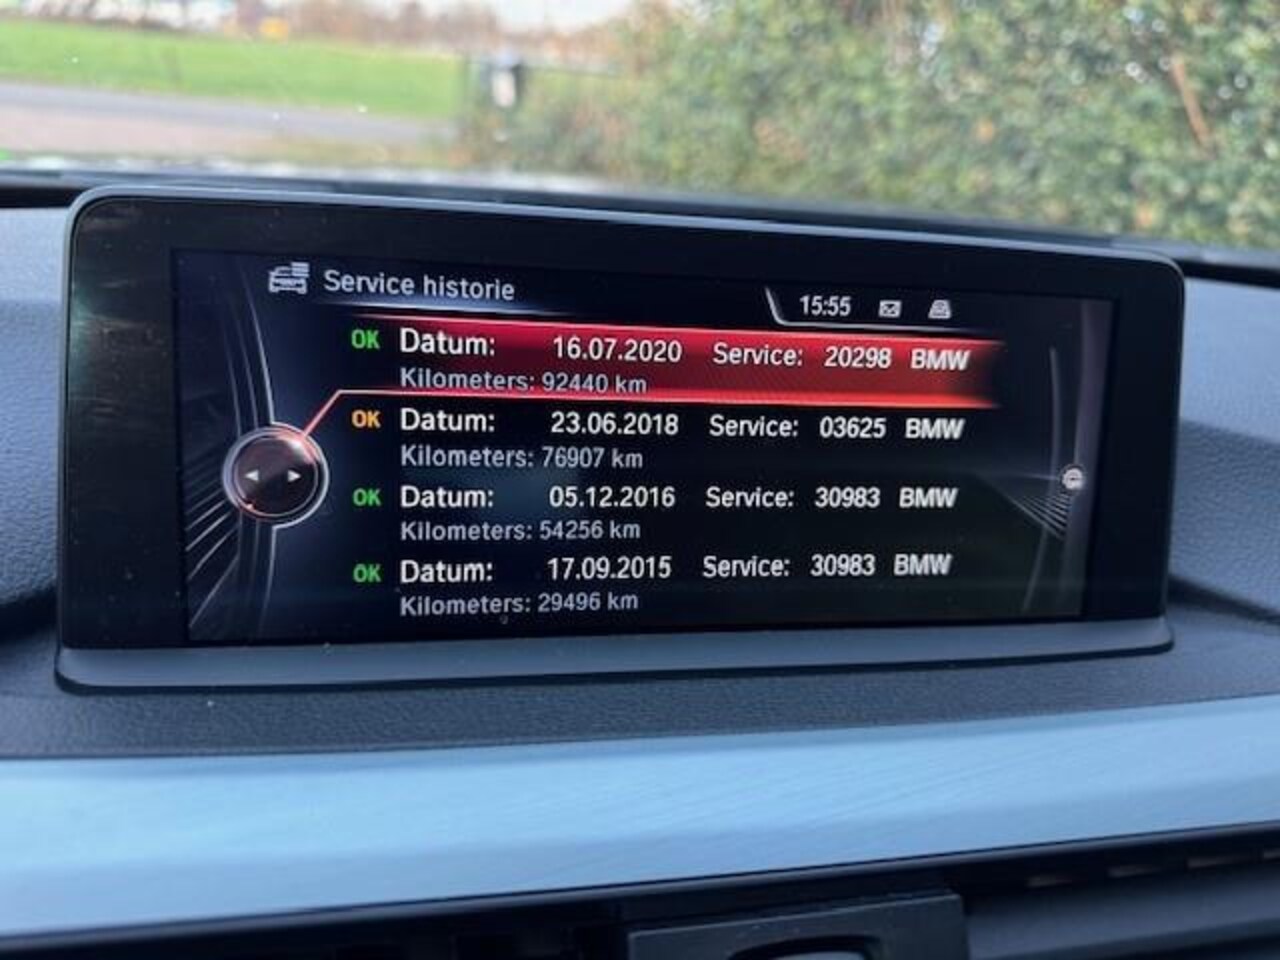 Service historie
15:55
OK Datum: 16.07.2020 Service: 20298 BMW
Kilometers: 92440 km
OK Datum: 23.06.2018 Service: 03625 BMW
Kilometers: 76907 km
OK Datum: 05.12.2016 Service: 30983 BMW
Kilometers: 54256 km
OK Datum: 17.09.2015 Service: 30983 BMW
Kilometers: 29496 km